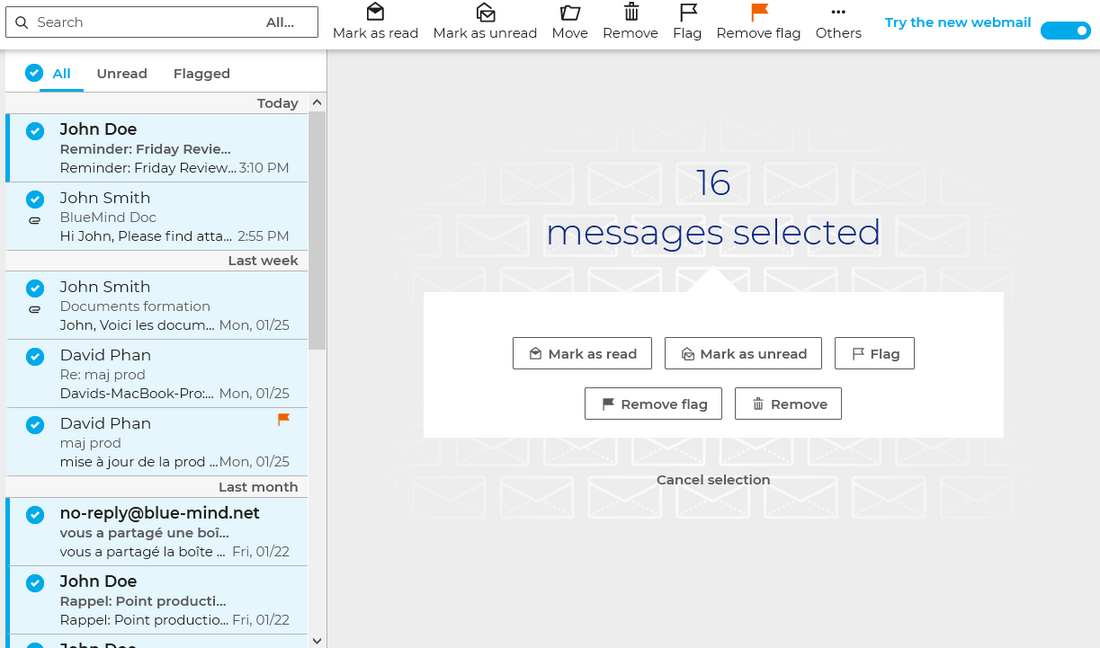 Search All...
Mark as read Mark as unread Move Remove Flag Remove flag Others
Try the new webmail
All Unread Flagged
Today
John Doe
Reminder: Friday Revie...
Reminder: Friday Review... 3:10 PM
John Smith
BlueMind Doc
Hi John, Please find atta... 2:55 PM
Last week
John Smith
Documents formation
John, Voici les docum... Mon, 01/25
David Phan
Re: maj prod
Davids-MacBook-Pro:... Mon, 01/25
David Phan
maj prod
mise à jour de la prod ... Mon, 01/25
Last month
no-reply@blue-mind.net
vous a partagé une boî...
vous a partagé la boîte ... Fri, 01/22
John Doe
Rappel: Point producti...
Rappel: Point productio... Fri, 01/22
John Doe
16
messages selected
Mark as read Mark as unread Flag
Remove flag Remove
Cancel selection